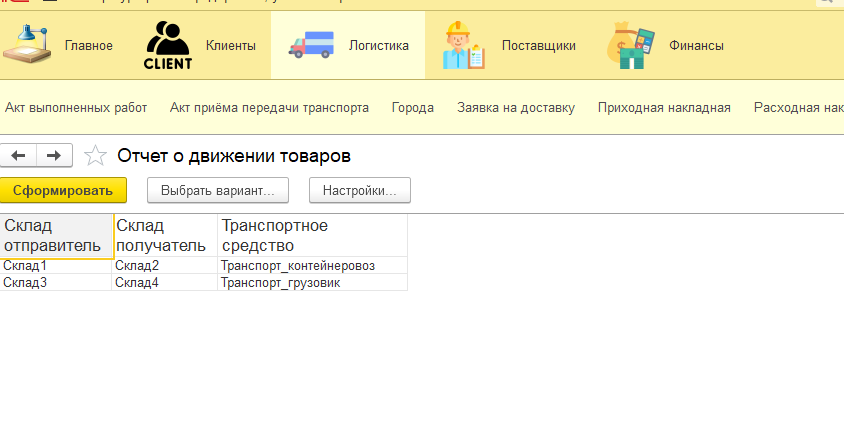 Главное
CLIENT
Клиенты
Логистика
Поставщики
Финансы
Акт выполненных работ Акт приёма передачи транспорта Города Заявка на доставку Приходная накладная Расходная нак
Отчет о движении товаров
Сформировать Выбрать вариант... Настройки...
Склад отправитель Склад получатель Транспортное средство
Склад1 Склад2 Транспорт_контейнеровоз
Склад3 Склад4 Транспорт_грузовик